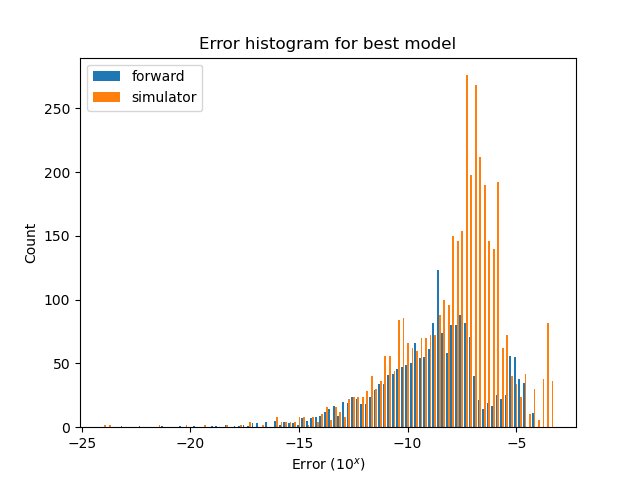 Error histogram for best model
forward
simulator
250
200
150
100
50
0
Count
−25 −20 −15 −10 −5
Error (10^x)